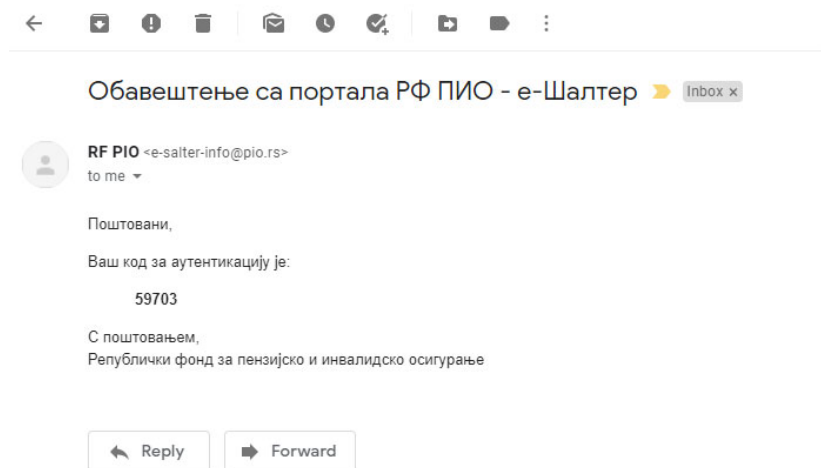 Обавештење са портала РФ ПИО - е-Шалтер Inbox x
RF PIO <e-salter-info@pio.rs>
to me
Поштовани,
Ваш код за аутентикацију је:
59703
С поштовањем,
Републички фонд за пензијско и инвалидско осигурање
Reply Forward